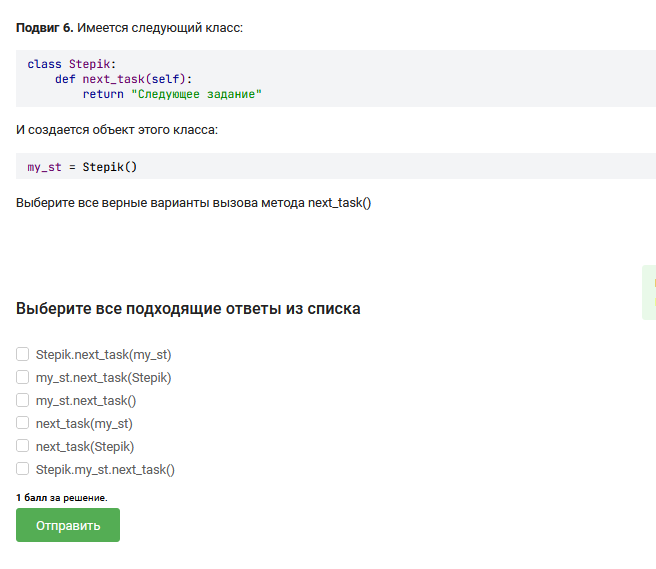 Подвиг 6. Имеется следующий класс:
class Stepik:
    def next_task(self):
        return "Следующее задание"
И создается объект этого класса:
my_st = Stepik()
Выберите все верные варианты вызова метода next_task()
Выберите все подходящие ответы из списка
Stepik.next_task(my_st)
my_st.next_task(Stepik)
my_st.next_task()
next_task(my_st)
next_task(Stepik)
Stepik.my_st.next_task()
1 балл за решение.
Отправить